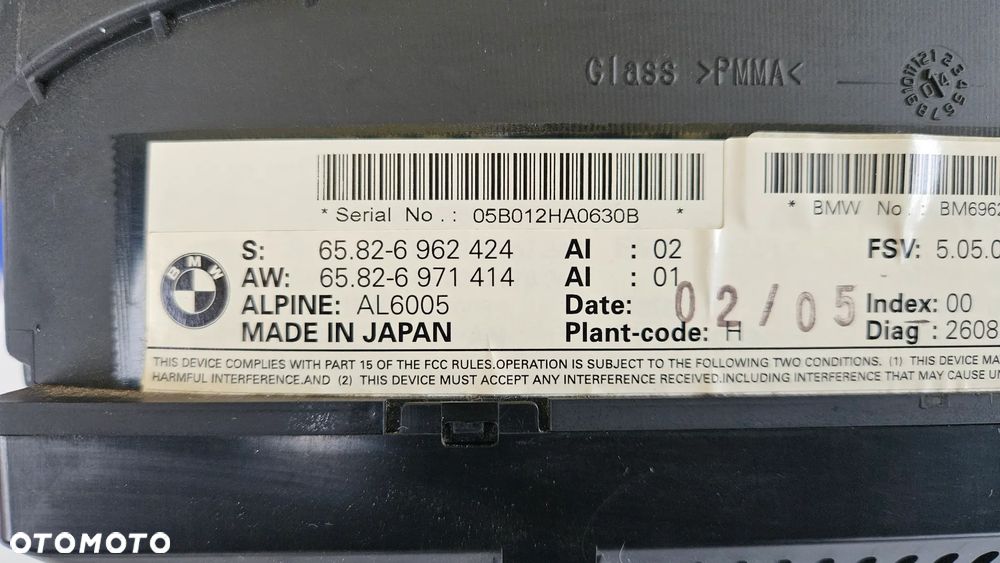 Class >PMMA<
* Serial No.: 05B012HA0630B *
* BMW No.: BM6962
BMW
S: 65.82-6 962 424 AI : 02 FSV: 5.05.0
AW: 65.82-6 971 414 AI : 01
ALPINE: AL6005 Date: 02/05 Index: 00
MADE IN JAPAN Plant-code: H Diag : 2608
THIS DEVICE COMPLIES WITH PART 15 OF THE FCC RULES.OPERATION IS SUBJECT TO THE FOLLOWING TWO CONDITIONS. (1) THIS DEVICE MA
HARMFUL INTERFERENCE.AND (2) THIS DEVICE MUST ACCEPT ANY INTERFERENCE RECEIVED.INCLUDING INTERFERENCE THAT MAY CAUSE UN
OTOMOTO